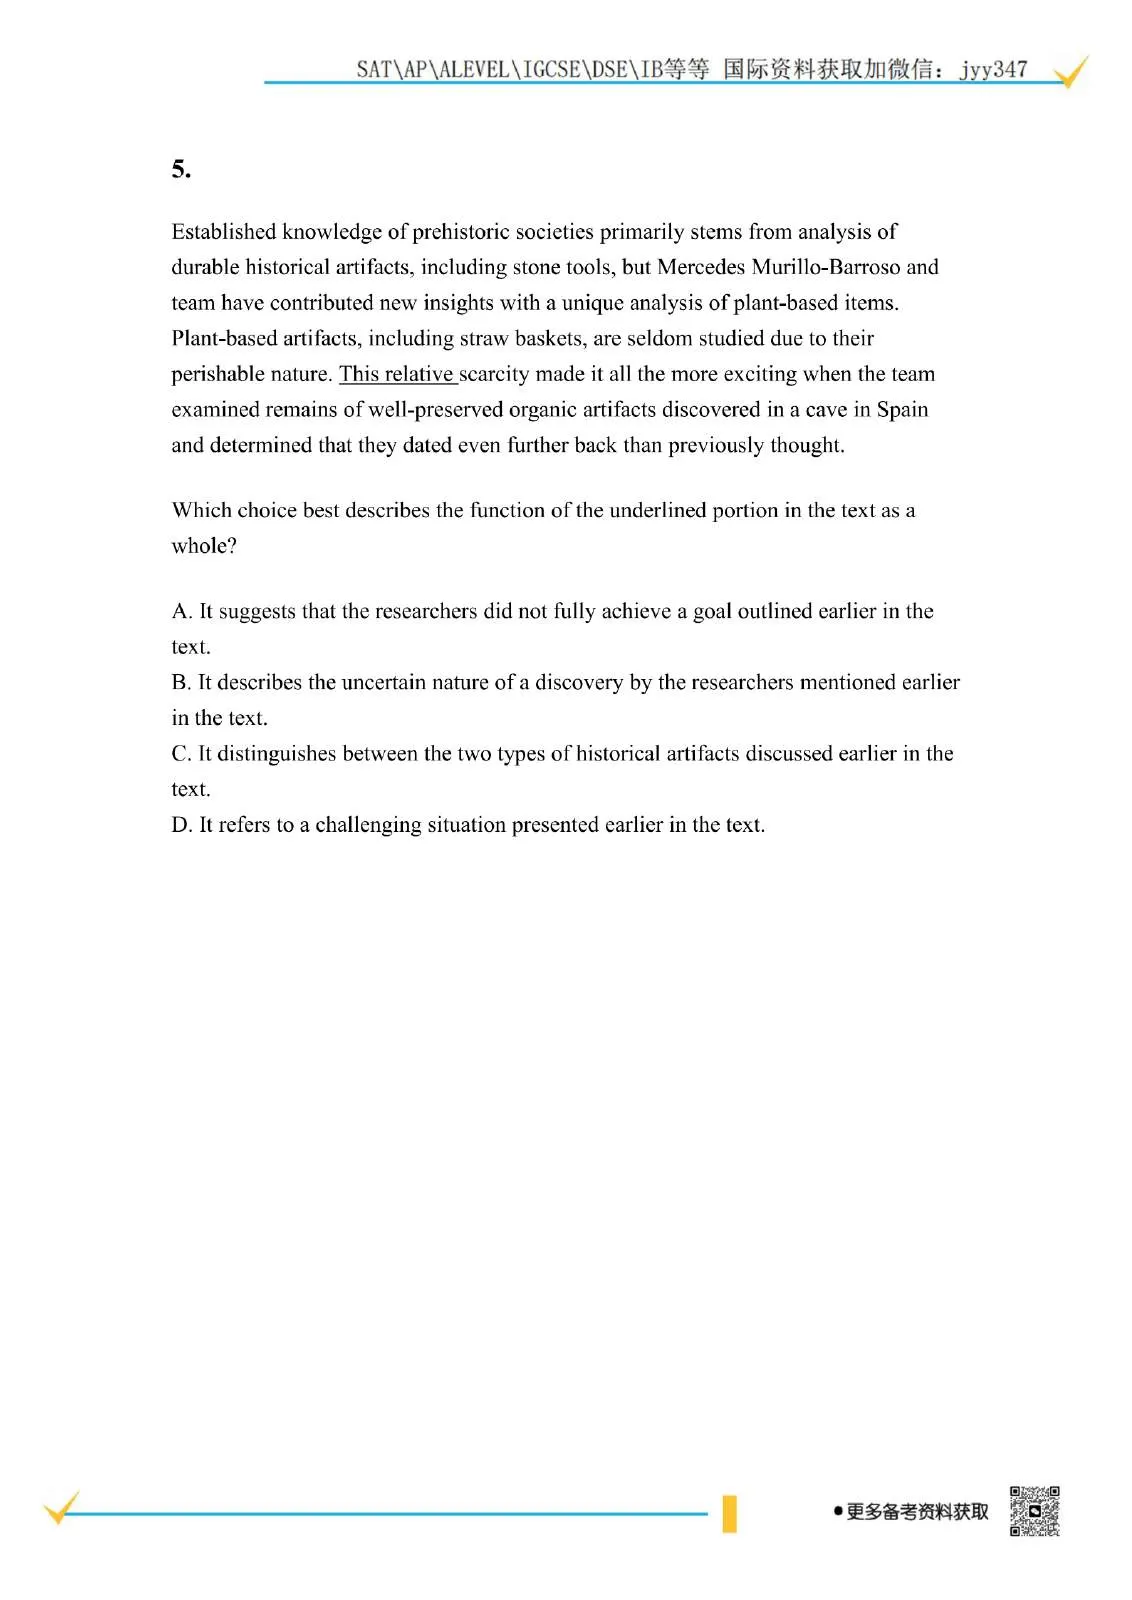 SAT\AP\ALEVEL\IGCSE\DSE\IB等等 国际资料获取加微信：jyy347
5.
Established knowledge of prehistoric societies primarily stems from analysis of
durable historical artifacts, including stone tools, but Mercedes Murillo-Barroso and
team have contributed new insights with a unique analysis of plant-based items.
Plant-based artifacts, including straw baskets, are seldom studied due to their
perishable nature. This relative scarcity made it all the more exciting when the team
examined remains of well-preserved organic artifacts discovered in a cave in Spain
and determined that they dated even further back than previously thought.
Which choice best describes the function of the underlined portion in the text as a
whole?
A. It suggests that the researchers did not fully achieve a goal outlined earlier in the
text.
B. It describes the uncertain nature of a discovery by the researchers mentioned earlier
in the text.
C. It distinguishes between the two types of historical artifacts discussed earlier in the
text.
D. It refers to a challenging situation presented earlier in the text.
●更多备考资料获取